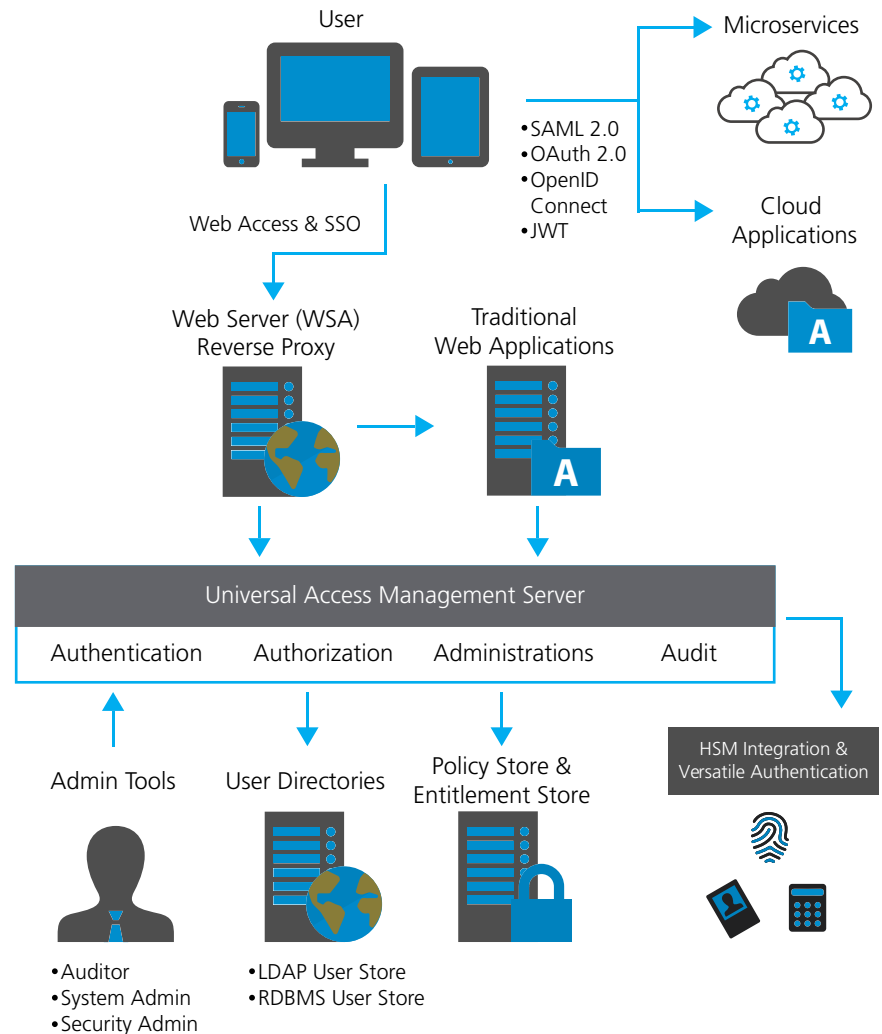 User
Microservices
•SAML 2.0
•OAuth 2.0
•OpenID
Connect
•JWT
Web Access & SSO
Cloud
Applications
A
Web Server (WSA)
Reverse Proxy
Traditional
Web Applications
A
Universal Access Management Server
Authentication
Authorization
Administrations
Audit
HSM Integration &
Versatile Authentication
Admin Tools
•Auditor
•System Admin
•Security Admin
User Directories
•LDAP User Store
•RDBMS User Store
Policy Store &
Entitlement Store